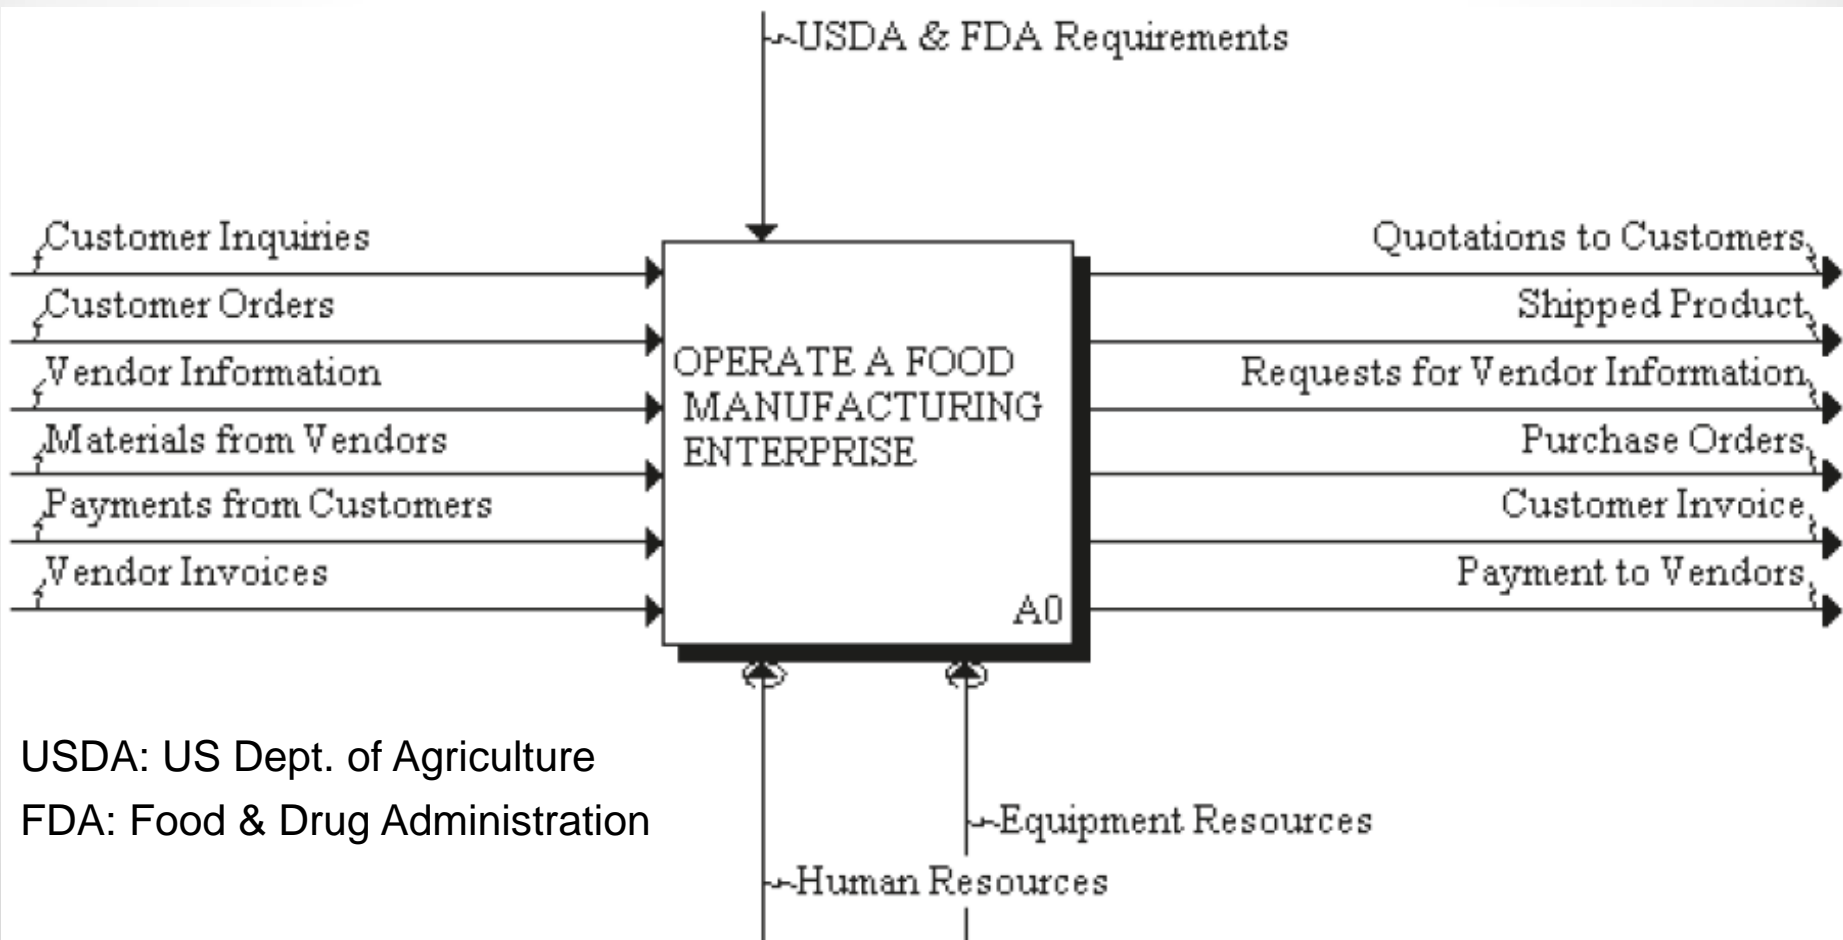 USDA & FDA Requirements
Customer Inquiries
Customer Orders
Vendor Information
Materials from Vendors
Payments from Customers
Vendor Invoices
OPERATE A FOOD
MANUFACTURING
ENTERPRISE
A0
Quotations to Customers
Shipped Product
Requests for Vendor Information
Purchase Orders
Customer Invoice
Payment to Vendors
USDA: US Dept. of Agriculture
FDA: Food & Drug Administration
Equipment Resources
Human Resources